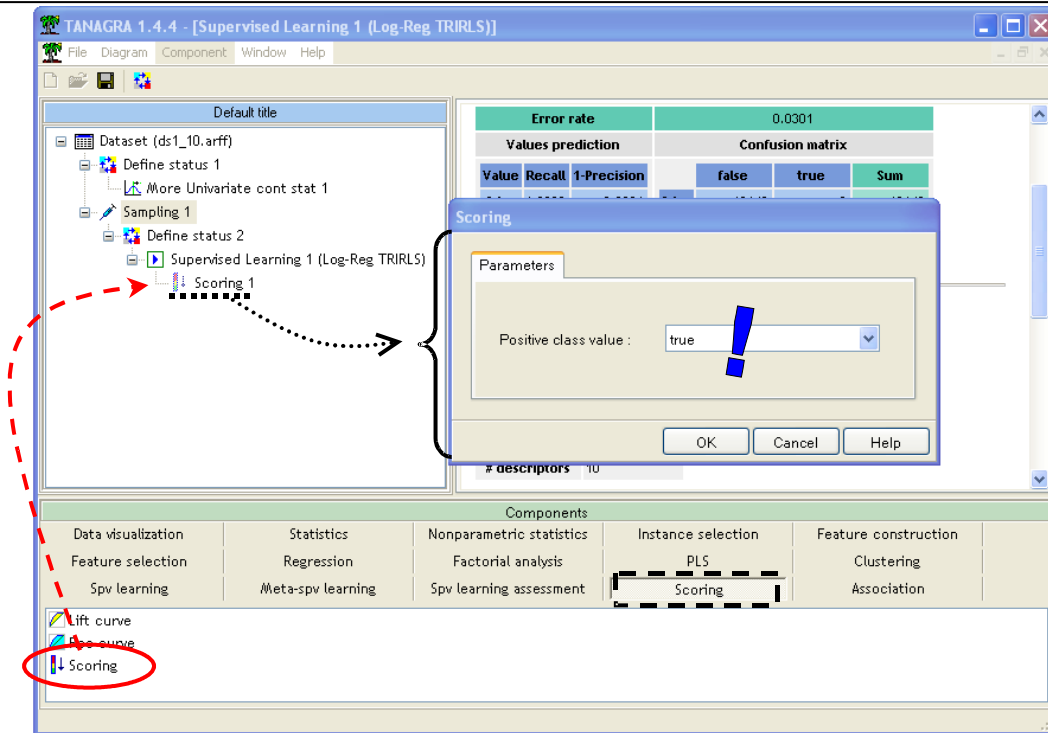 TANAGRA 1.4.4 - [Supervised Learning 1 (Log-Reg TRIRLS)]
File Diagram Component Window Help
Default title
Dataset (ds1_10.arff)
Define status 1
More Univariate cont stat 1
Sampling 1
Define status 2
Supervised Learning 1 (Log-Reg TRIRLS)
Scoring 1
Error rate 0.0301
Values prediction Confusion matrix
Value Recall 1-Precision false true Sum
Scoring
Parameters
Positive class value : true
!
OK Cancel Help
# descriptors 10
Components
Data visualization Statistics Nonparametric statistics Instance selection Feature construction
Feature selection Regression Factorial analysis PLS Clustering
Spv learning Meta-spv learning Spv learning assessment Scoring Association
Lift curve
Roc curve
Scoring